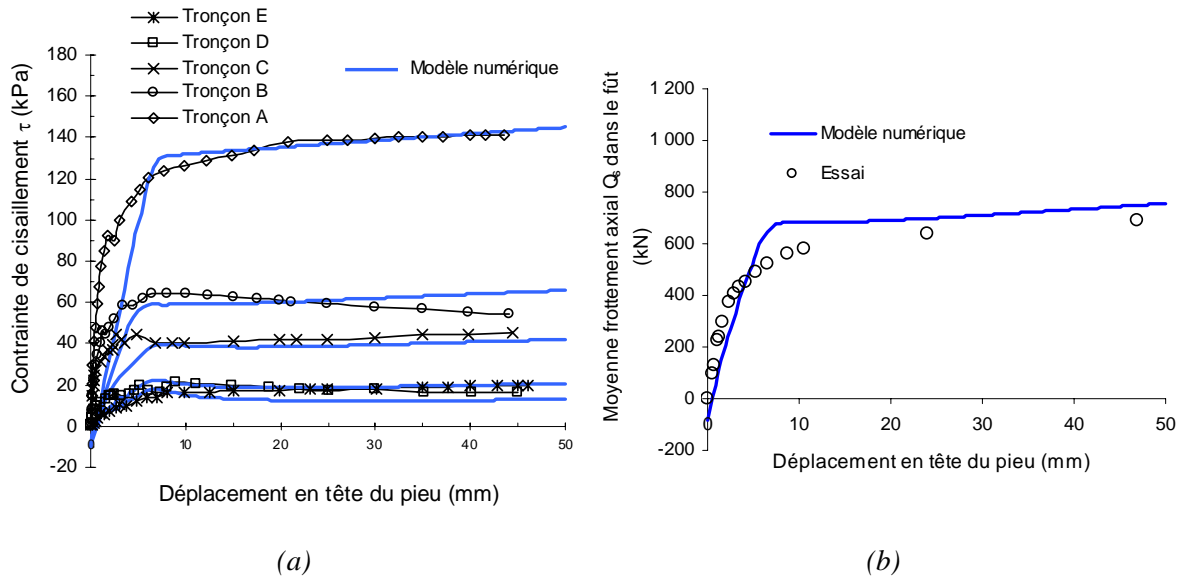 Tronçon E
Tronçon D
Tronçon C
Tronçon B
Tronçon A
Modèle numérique
Contrainte de cisaillement τ (kPa)
180
160
140
120
100
80
60
40
20
0
-20
0
10
20
30
40
50
Déplacement en tête du pieu (mm)
(a)
Moyenne frottement axial Qs dans le fût
(kN)
1 200
1 000
800
600
400
200
0
-200
0
10
20
30
40
50
Modèle numérique
Essai
Déplacement en tête du pieu (mm)
(b)